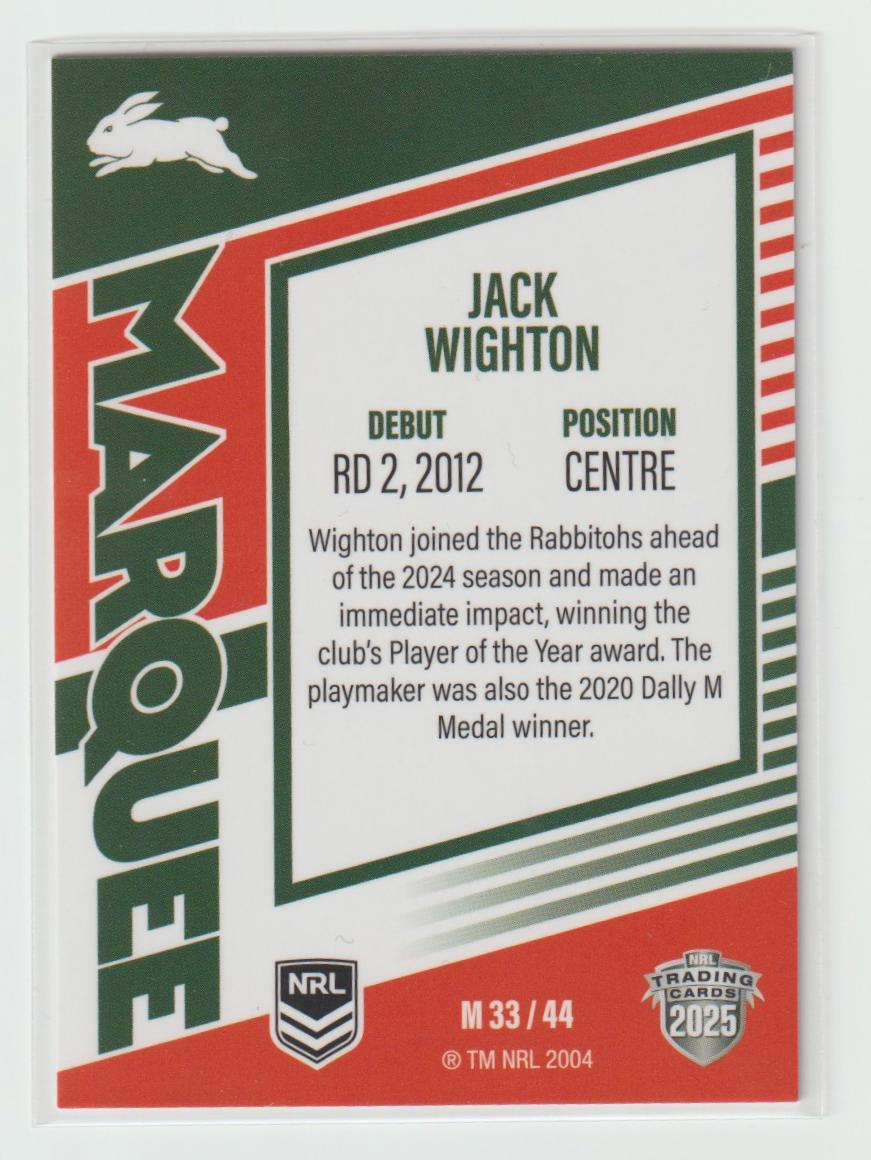 MARQUEE
JACK
WIGHTON
DEBUT
POSITION
RD 2, 2012
CENTRE
Wighton joined the Rabbitohs ahead
of the 2024 season and made an
immediate impact, winning the
club's Player of the Year award. The
playmaker was also the 2020 Dally M
Medal winner.
NRL
M 33 / 44
® TM NRL 2004
NRL
TRADING
CARDS
2025